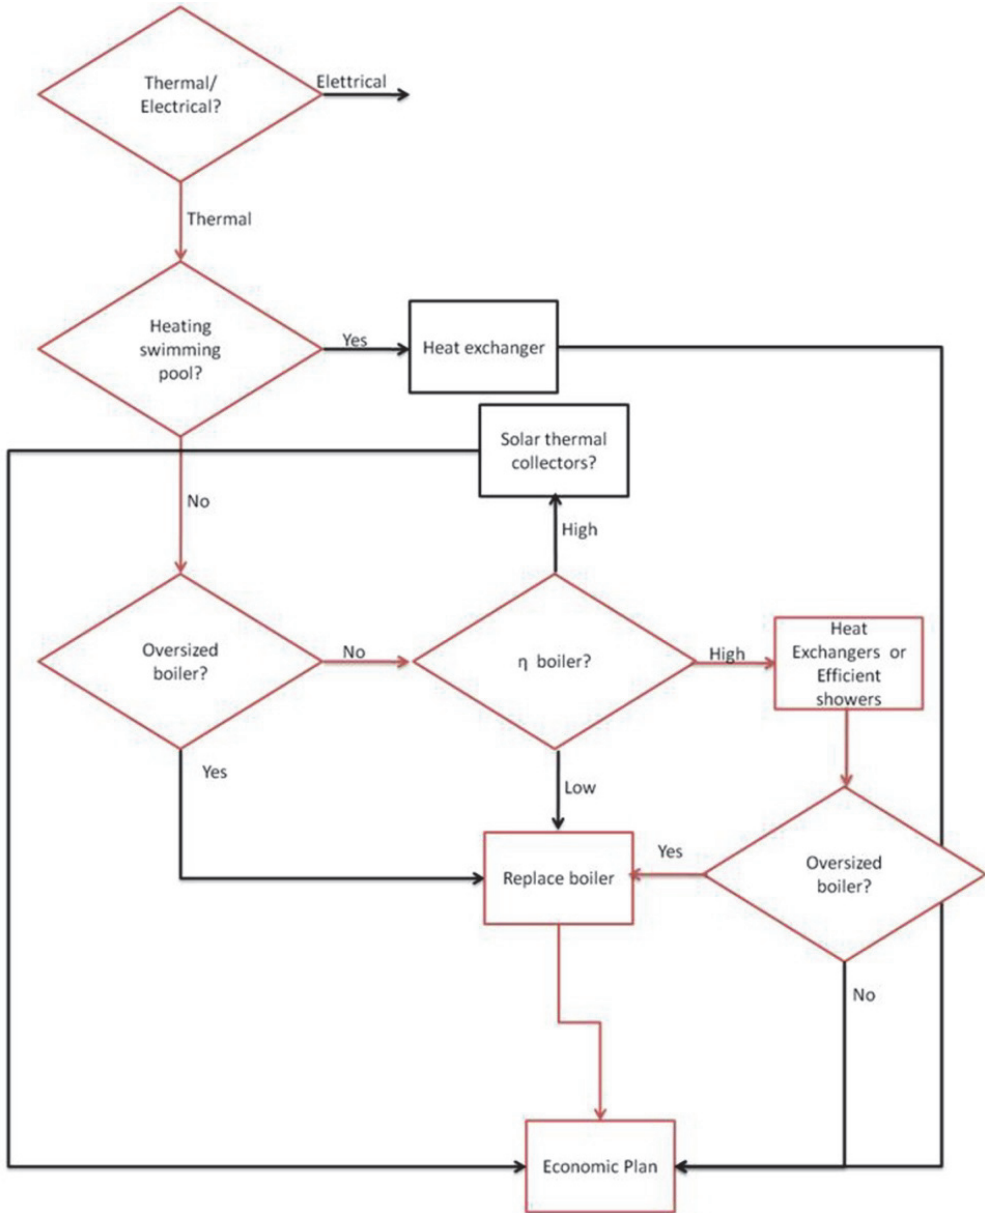 Thermal/
Electrical?
Elettrical
Thermal
Heating
swimming
pool?
Yes
Heat exchanger
Solar thermal
collectors?
No
High
Oversized
boiler?
No
η boiler?
High
Heat
Exchangers or
Efficient
showers
Yes
Low
Replace boiler
Yes
Oversized
boiler?
No
Economic Plan